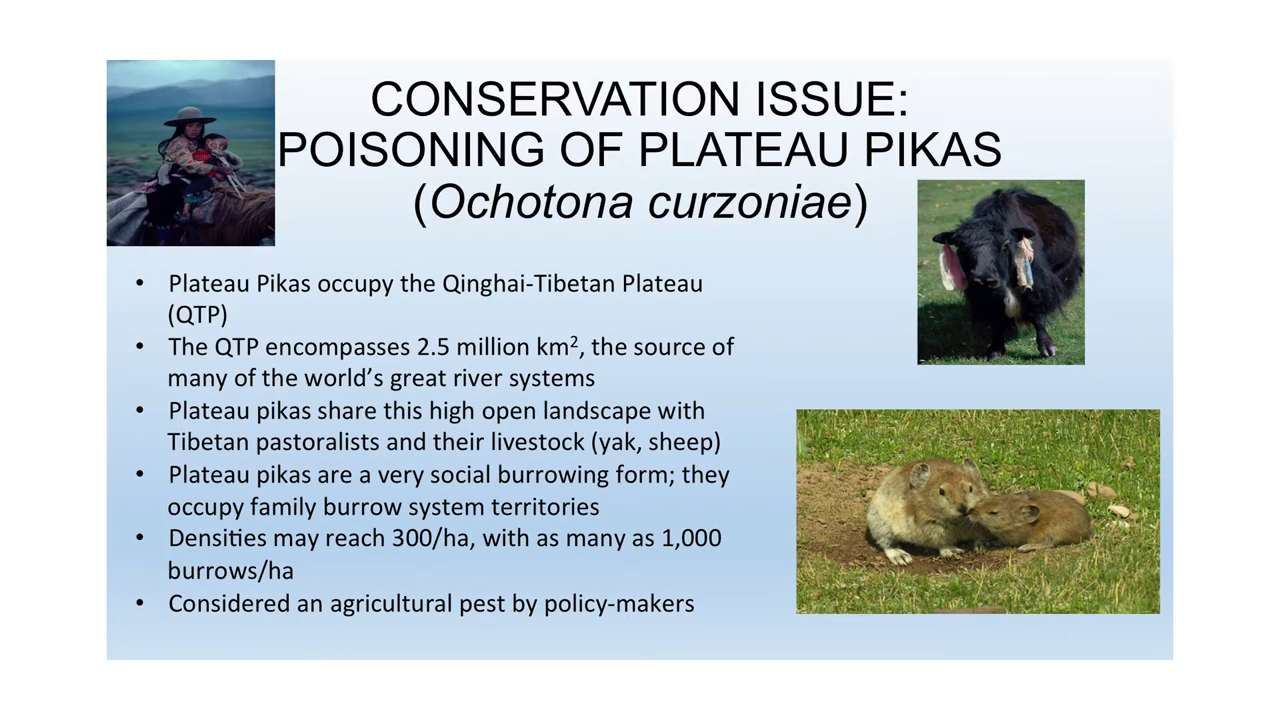 CONSERVATION ISSUE:
POISONING OF PLATEAU PIKAS
(Ochotona curzoniae)
• Plateau Pikas occupy the Qinghai-Tibetan Plateau
(QTP)
• The QTP encompasses 2.5 million km², the source of
many of the world's great river systems
• Plateau pikas share this high open landscape with
Tibetan pastoralists and their livestock (yak, sheep)
• Plateau pikas are a very social burrowing form; they
occupy family burrow system territories
• Densities may reach 300/ha, with as many as 1,000
burrows/ha
• Considered an agricultural pest by policy-makers